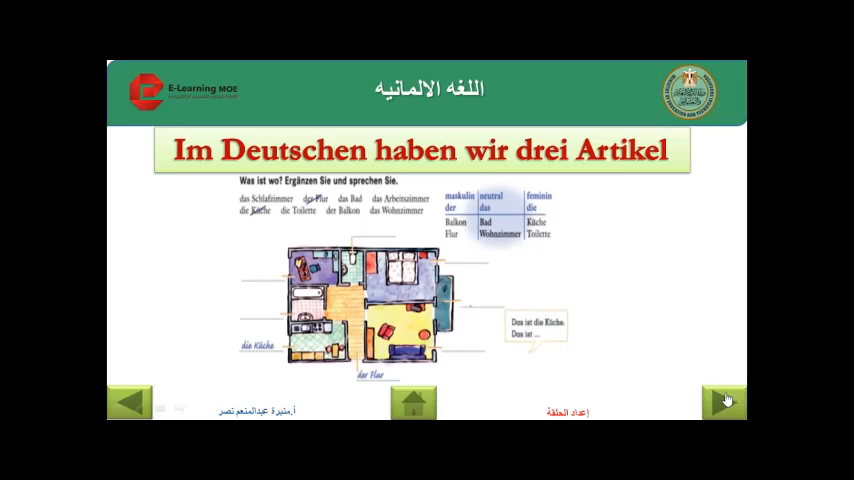 E-Learning MOE
اللغه الالمانيه
Im Deutschen haben wir drei Artikel
Was ist wo? Ergänzen Sie und sprechen Sie.
das Schlafzimmer der Flur das Bad das Arbeitszimmer
die Küche die Toilette der Balkon das Wohnzimmer
maskulin neutral feminin
der das die
Balkon Bad Küche
Flur Wohnzimmer Toilette
Das ist die Küche.
Das ist ...
die Küche
der Flur
أ.منيرة عبدالمنعم نصر
إعداد الحلقة